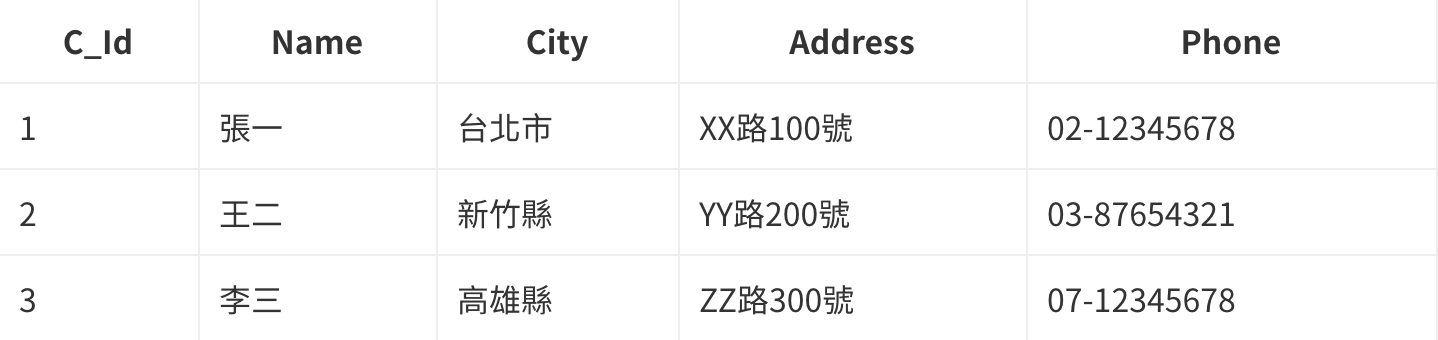 C_Id Name City Address Phone
1 張一 台北市 XX路100號 02-12345678
2 王二 新竹縣 YY路200號 03-87654321
3 李三 高雄縣 ZZ路300號 07-12345678